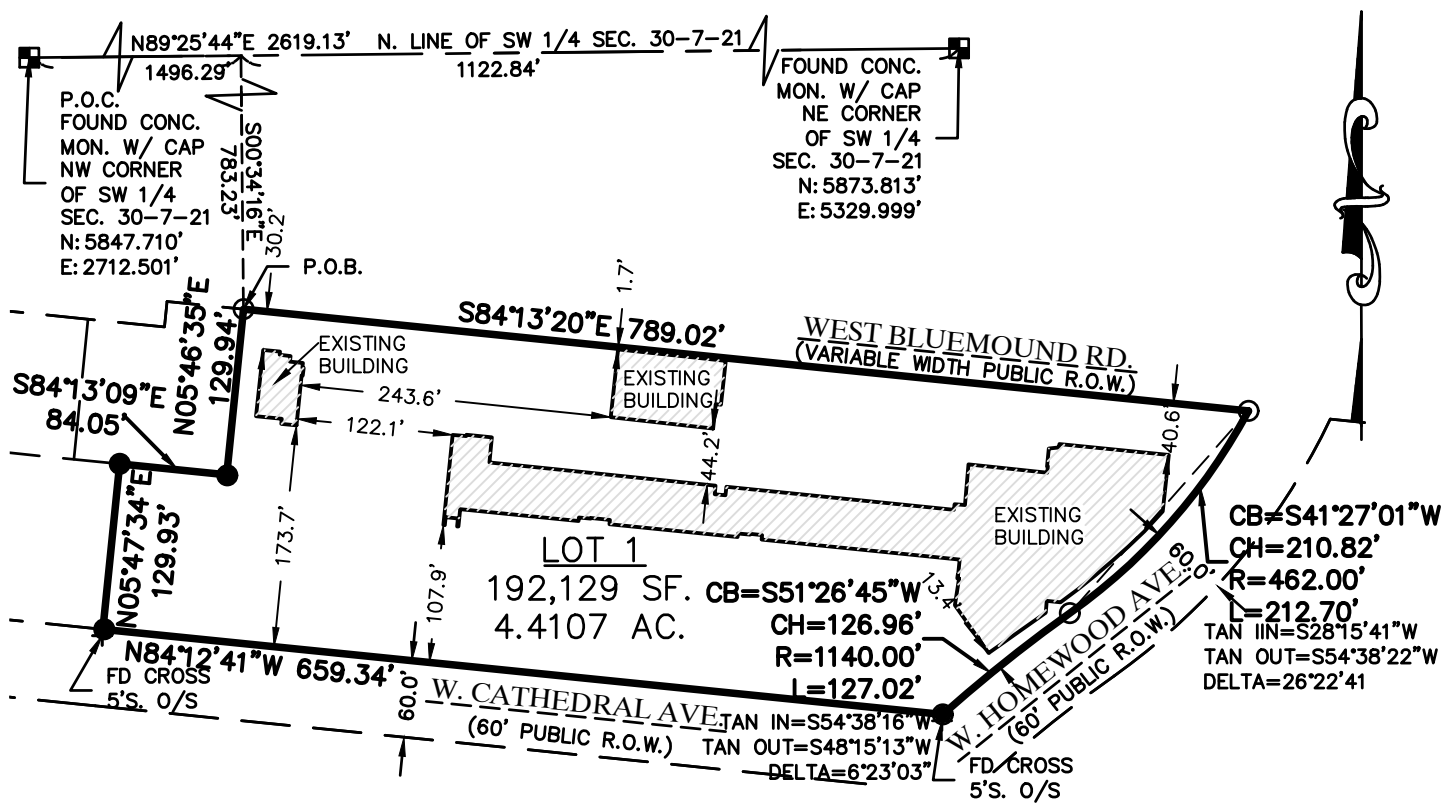 N89°25'44"E 2619.13' N. LINE OF SW 1/4 SEC. 30-7-21
1496.29'
1122.84'
P.O.C.
FOUND CONC.
MON. W/ CAP
NW CORNER
OF SW 1/4
SEC. 30-7-21
N: 5847.710'
E: 2712.501'
FOUND CONC.
MON. W/ CAP
NE CORNER
OF SW 1/4
SEC. 30-7-21
N: 5873.813'
E: 5329.999'
S00°34'16"E
783.23'
30.2'
P.O.B.
1.7'
S84°13'20"E 789.02'
WEST BLUEMOUND RD.
(VARIABLE WIDTH PUBLIC R.O.W.)
N05°46'35"E
129.94'
EXISTING
BUILDING
EXISTING
BUILDING
S84°13'09"E
84.05'
243.6'
122.1'
44.2'
40.6'
N05°47'34"E
129.93'
173.7'
107.9'
EXISTING
BUILDING
LOT 1
192,129 SF.
4.4107 AC.
13.4'
CB=S51°26'45"W
CH=126.96'
R=1140.00'
L=127.02'
TAN IN=S54°38'16"W
TAN OUT=S48°15'13"W
DELTA=6°23'03"
CB=S41°27'01"W
CH=210.82'
R=462.00'
L=212.70'
TAN IIN=S28°15'41"W
TAN OUT=S54°38'22"W
DELTA=26°22'41
60.0'
W. HOMEWOOD AVE.
(60' PUBLIC R.O.W.)
N84°12'41"W 659.34'
FD CROSS
5'S. O/S
60.0'
W. CATHEDRAL AVE.
(60' PUBLIC R.O.W.)
FD CROSS
5'S. O/S